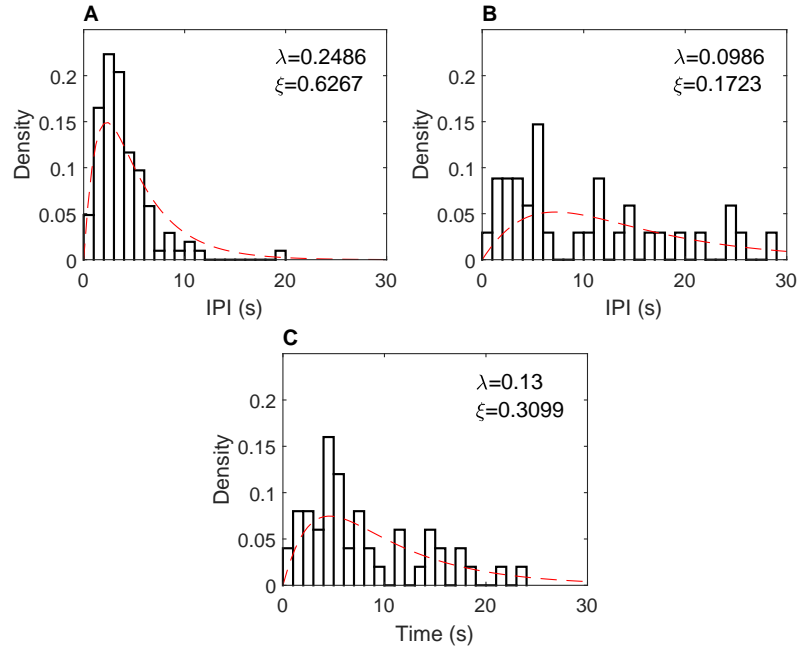 A
λ=0.2486
ξ=0.6267
Density
0.2
0.15
0.1
0.05
0
0 10 20 30
IPI (s)
B
λ=0.0986
ξ=0.1723
Density
0.2
0.15
0.1
0.05
0
0 10 20 30
IPI (s)
C
λ=0.13
ξ=0.3099
Density
0.2
0.15
0.1
0.05
0
0 10 20 30
Time (s)